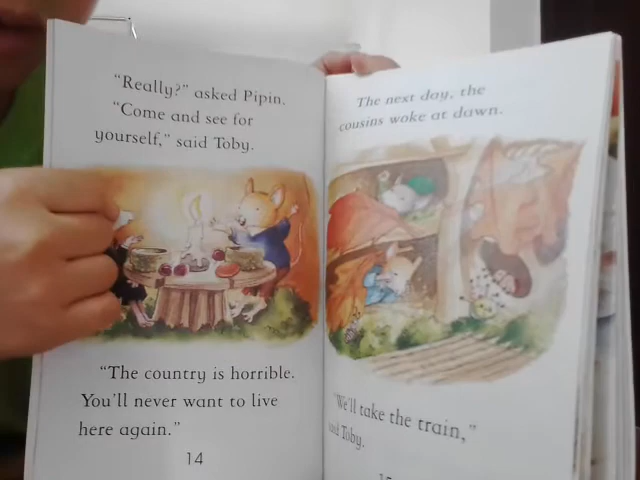 "Really?" asked Pipin.
"Come and see for
yourself," said Toby.
"The country is horrible.
You'll never want to live
here again."
14
The next day, the
cousins woke at dawn.
"We'll take the train,"
Toby.